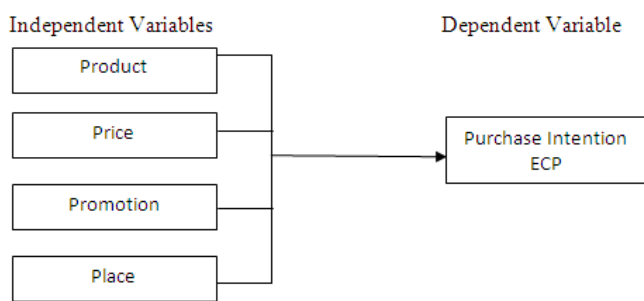 Independent Variables
Dependent Variable
Product
Price
Promotion
Place
Purchase Intention
ECP